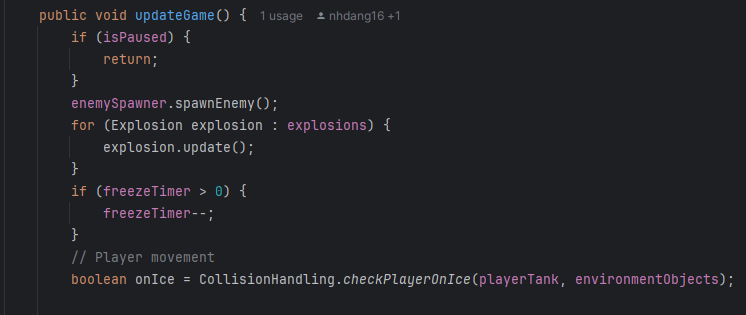 public void updateGame() { 1 usage nhdang16 +1
if (isPaused) {
return;
}
enemySpawner.spawnEnemy();
for (Explosion explosion : explosions) {
explosion.update();
}
if (freezeTimer > 0) {
freezeTimer--;
}
// Player movement
boolean onIce = CollisionHandling.checkPlayerOnIce(playerTank, environmentObjects);